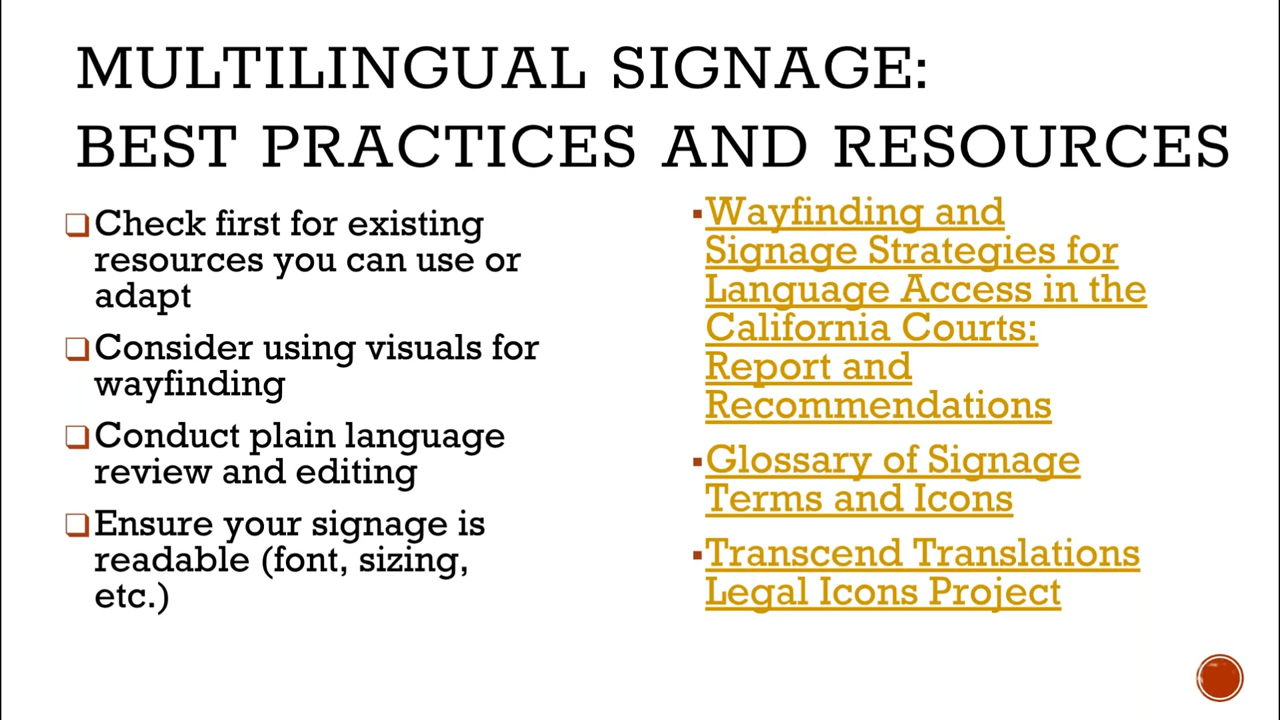 MULTILINGUAL SIGNAGE:
BEST PRACTICES AND RESOURCES
Check first for existing
resources you can use or
adapt
Consider using visuals for
wayfinding
Conduct plain language
review and editing
Ensure your signage is
readable (font, sizing,
etc.)
Wayfinding and
Signage Strategies for
Language Access in the
California Courts:
Report and
Recommendations
Glossary of Signage
Terms and Icons
Transcend Translations
Legal Icons Project